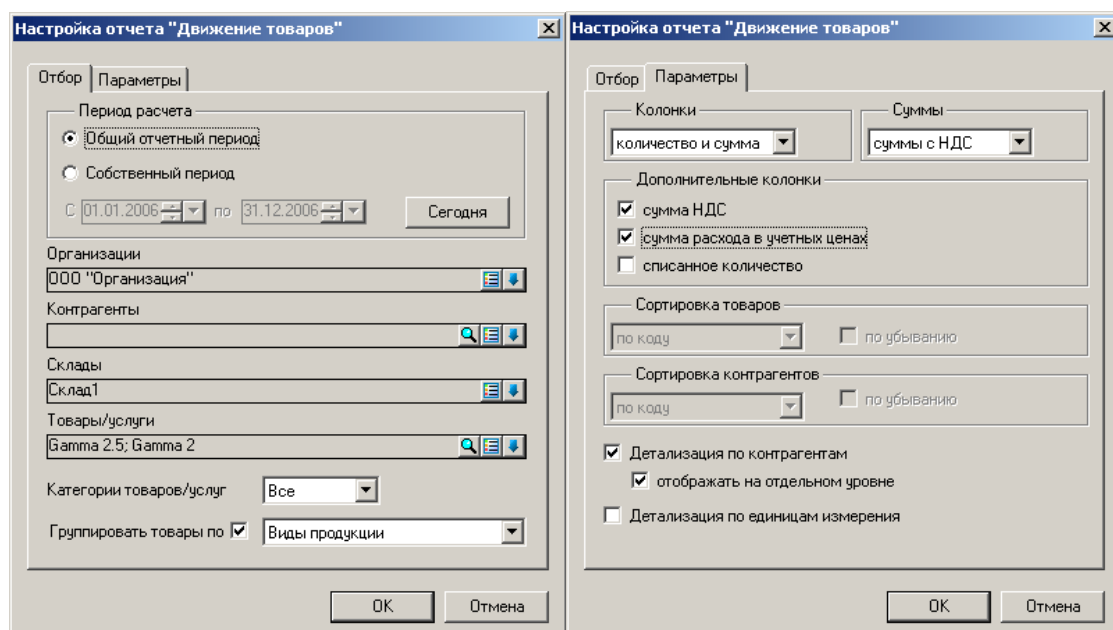 Настройка отчета "Движение товаров"
Отбор
Параметры
Период расчета
Общий отчетный период
Собственный период
С 01.01.2006 по 31.12.2006 Сегодня
Организации
ООО "Организация"
Контрагенты
Склады
Склад1
Товары/услуги
Gamma 2.5; Gamma 2
Категории товаров/услуг Все
Группировать товары по Виды продукции
OK Отмена
Настройка отчета "Движение товаров"
Отбор
Параметры
Колонки
количество и сумма
Суммы
суммы с НДС
Дополнительные колонки
сумма НДС
сумма расхода в учетных ценах
списанное количество
Сортировка товаров
по коду по убыванию
Сортировка контрагентов
по коду по убыванию
Детализация по контрагентам
отображать на отдельном уровне
Детализация по единицам измерения
OK Отмена